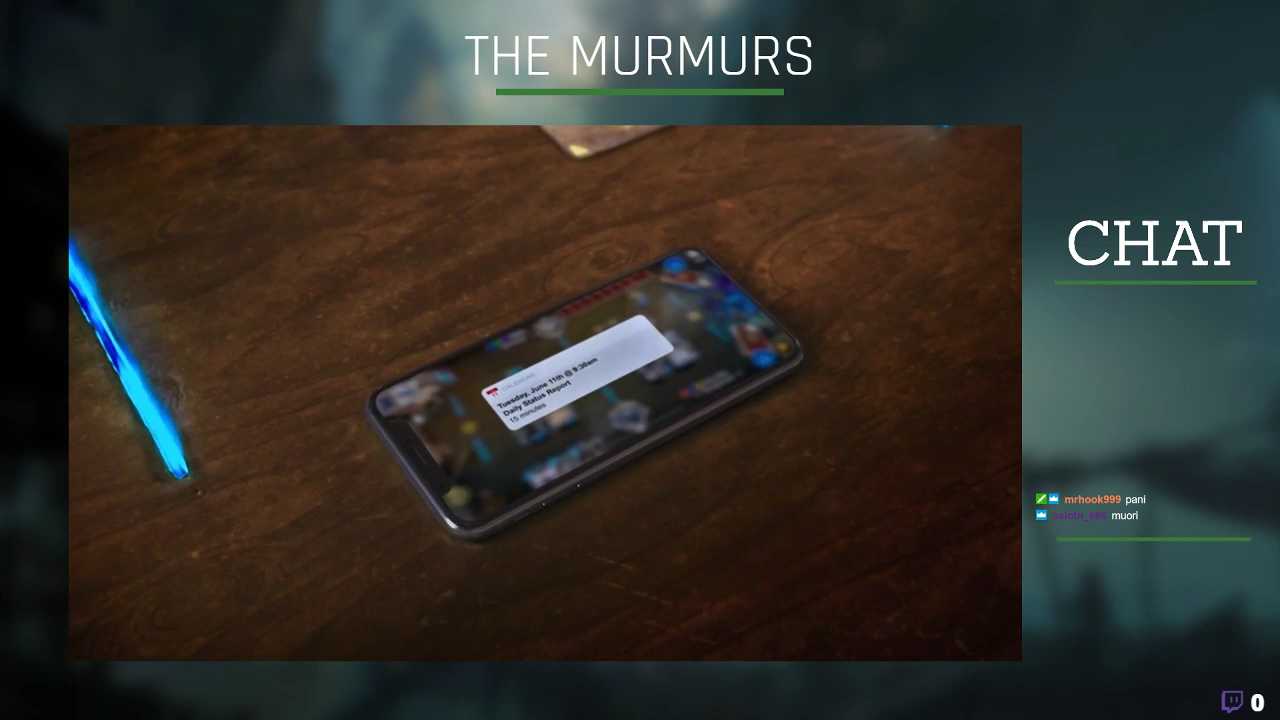 THE MURMURS
CALENDAR
Tuesday, June 11th @ 9:30am
Daily Status Report
15 minutes
CHAT
mrhook999 pani
muori
0